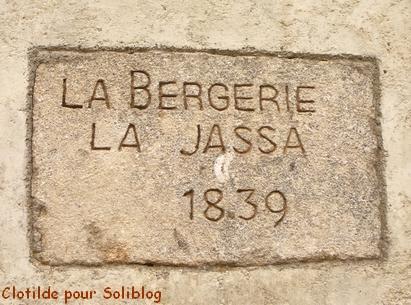 LA BERGERIE
LA JASSA
1839
Clotilde pour Soliblog